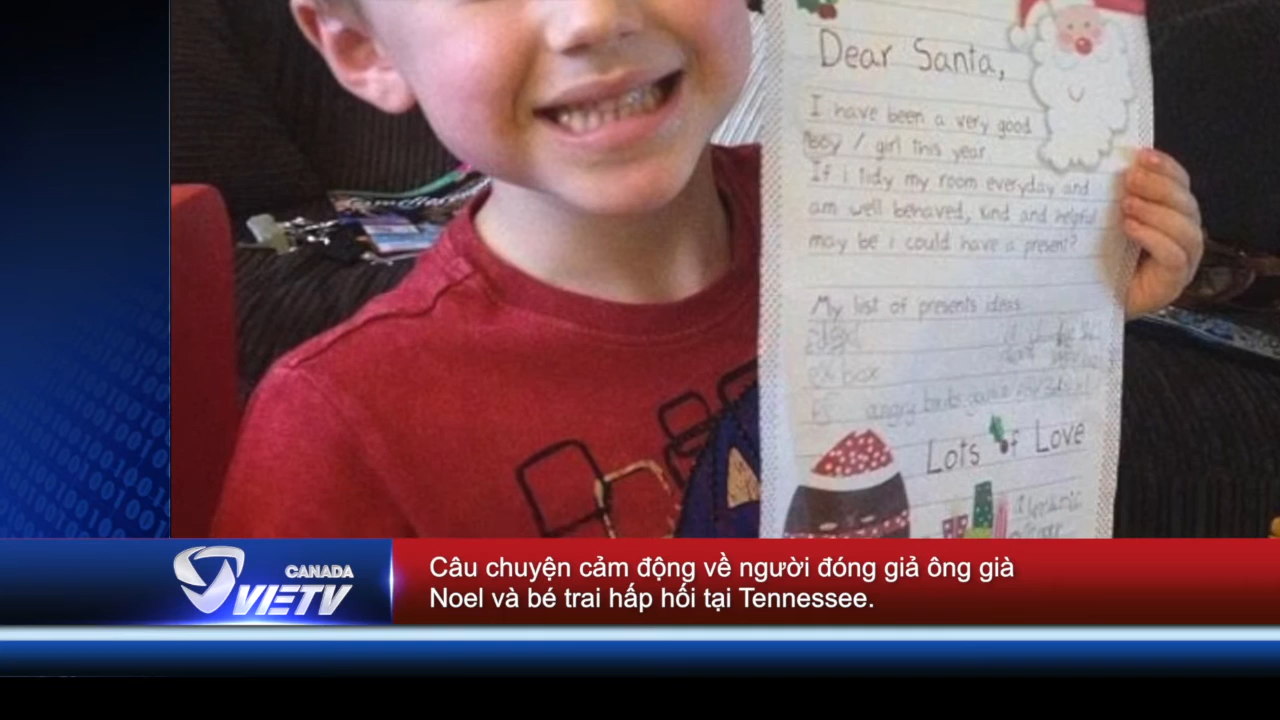 Dear Santa,
I have been a very good
boy / girl this year
If i tidy my room everyday and
am well behaved, kind and helpful
may be i could have a present?
My list of presents ideas:
Lots of Love
CANADA
VIETV
Câu chuyện cảm động về người đóng giả ông già
Noel và bé trai hấp hối tại Tennessee.